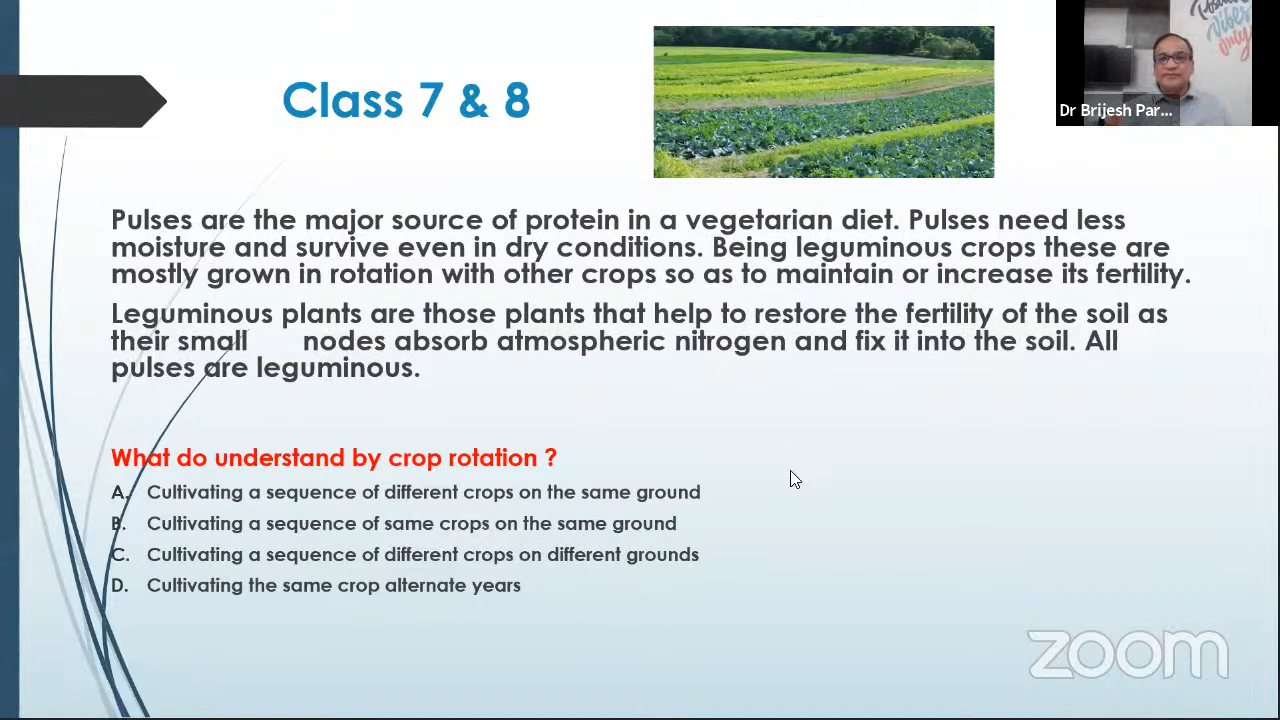 Positive
Vibes
Only
Dr Brijesh Par...
Class 7 & 8
Pulses are the major source of protein in a vegetarian diet. Pulses need less
moisture and survive even in dry conditions. Being leguminous crops these are
mostly grown in rotation with other crops so as to maintain or increase its fertility.
Leguminous plants are those plants that help to restore the fertility of the soil as
their small nodes absorb atmospheric nitrogen and fix it into the soil. All
pulses are leguminous.
What do understand by crop rotation ?
A. Cultivating a sequence of different crops on the same ground
B. Cultivating a sequence of same crops on the same ground
C. Cultivating a sequence of different crops on different grounds
D. Cultivating the same crop alternate years
zoom